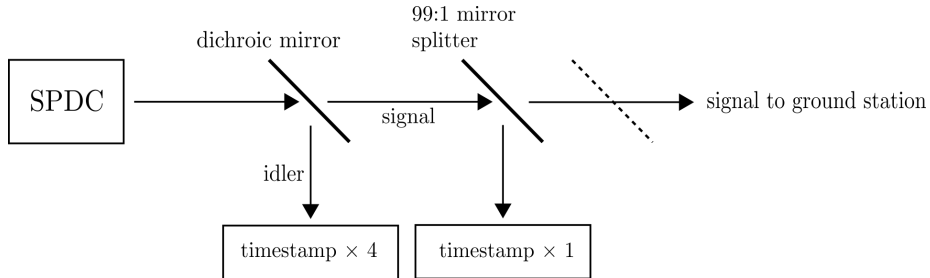 99:1 mirror
splitter
dichroic mirror
SPDC
signal
signal to ground station
idler
timestamp × 4
timestamp × 1